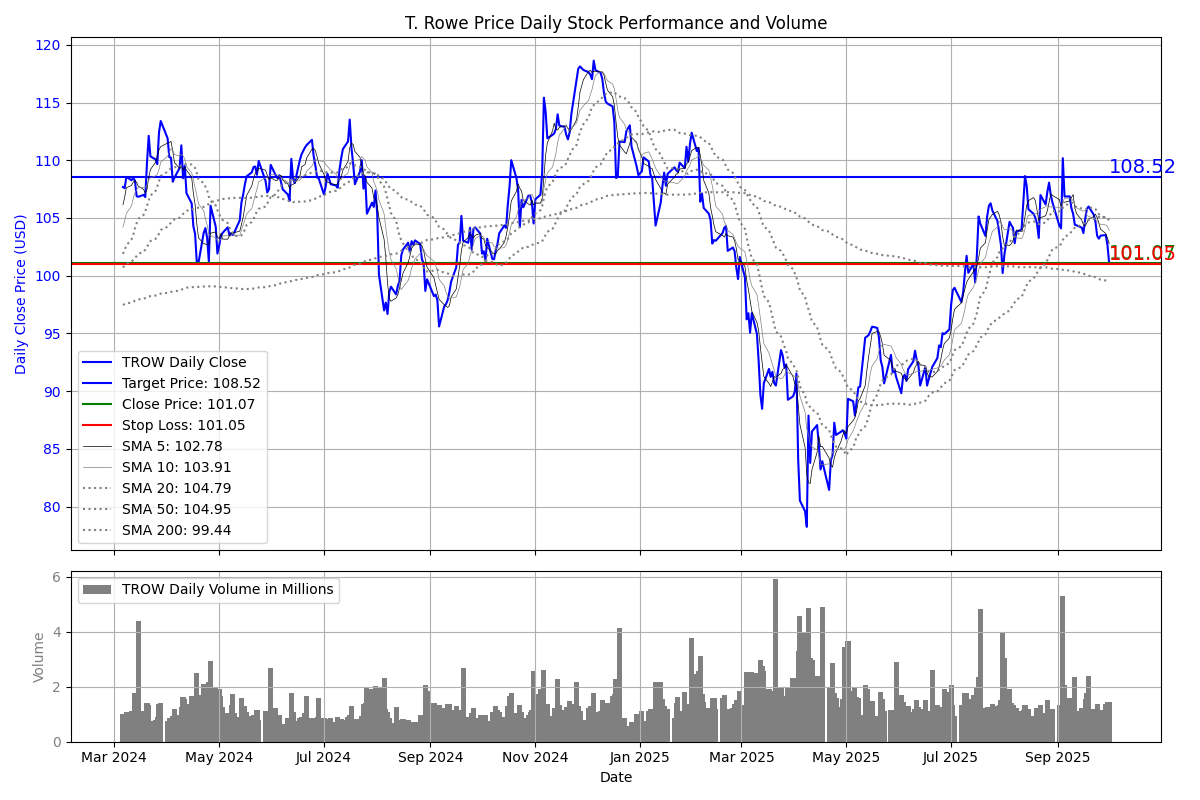 T. Rowe Price Daily Stock Performance and Volume
120
115
110
105
100
95
90
85
80
Daily Close Price (USD)
108.52
101.07
101.05
TROW Daily Close
Target Price: 108.52
Close Price: 101.07
Stop Loss: 101.05
SMA 5: 102.78
SMA 10: 103.91
SMA 20: 104.79
SMA 50: 104.95
SMA 200: 99.44
6
4
2
0
Volume
TROW Daily Volume in Millions
Mar 2024 May 2024 Jul 2024 Sep 2024 Nov 2024 Jan 2025 Mar 2025 May 2025 Jul 2025 Sep 2025
Date